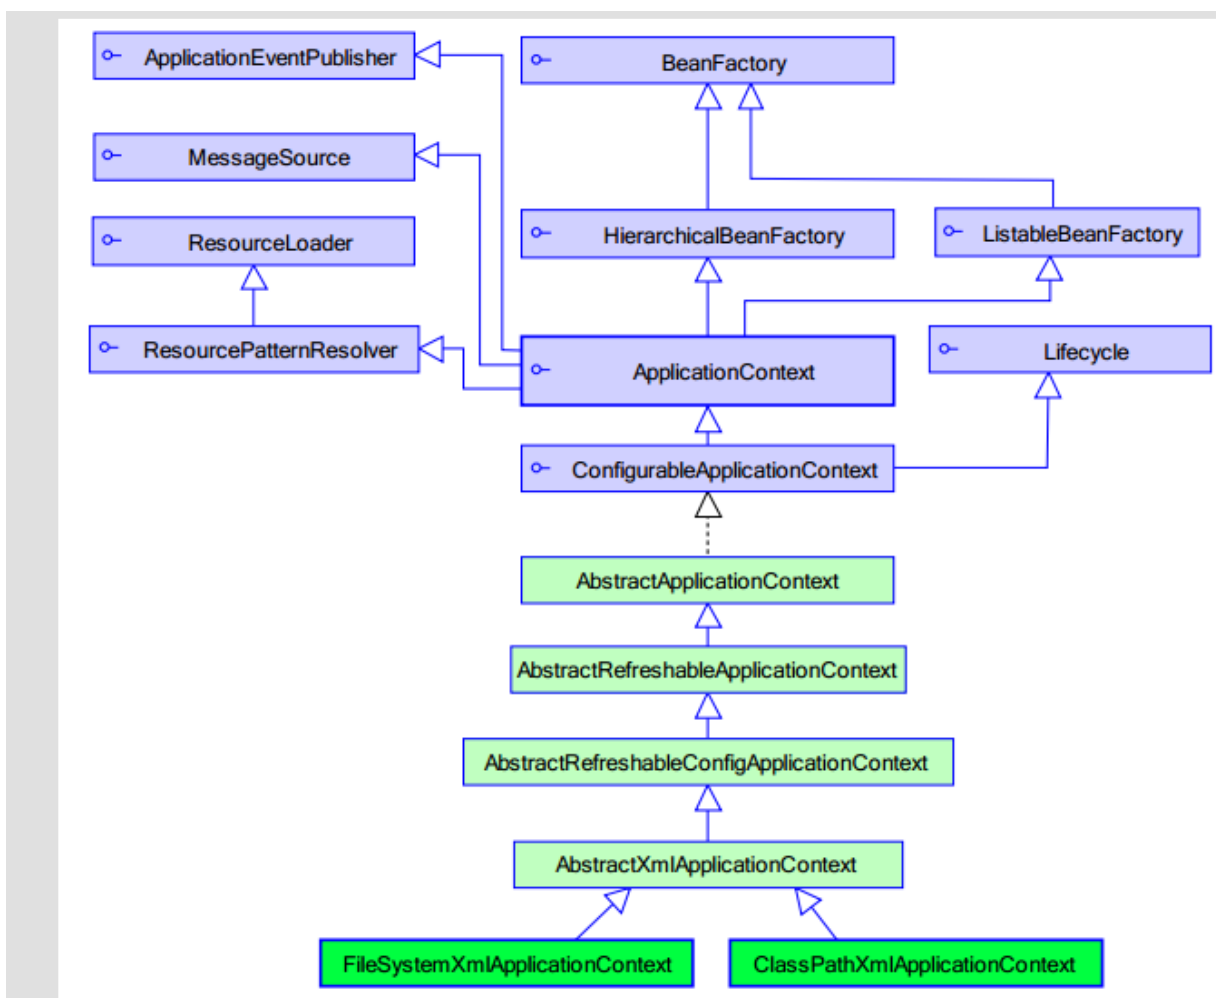 ApplicationEventPublisher
BeanFactory
MessageSource
ResourceLoader
HierarchicalBeanFactory
ListableBeanFactory
ResourcePatternResolver
ApplicationContext
Lifecycle
ConfigurableApplicationContext
AbstractApplicationContext
AbstractRefreshableApplicationContext
AbstractRefreshableConfigApplicationContext
AbstractXmlApplicationContext
FileSystemXmlApplicationContext
ClassPathXmlApplicationContext